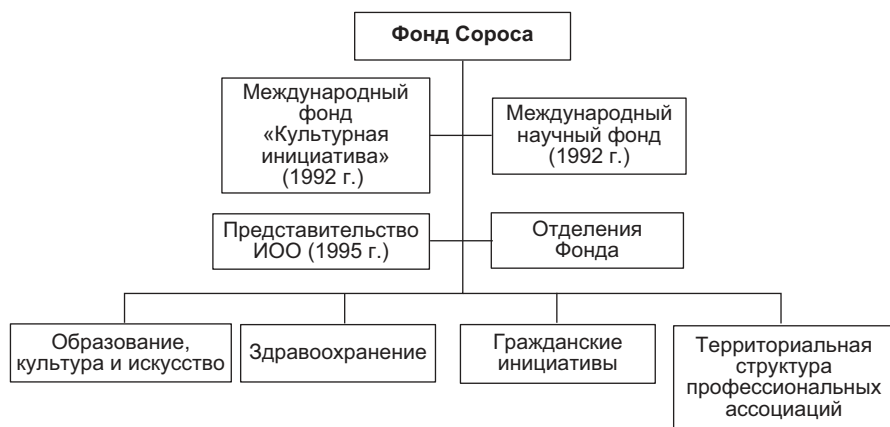 Фонд Сороса
Международный
фонд
«Культурная
инициатива»
(1992 г.)
Международный
научный фонд
(1992 г.)
Представительство
ИОО (1995 г.)
Отделения
Фонда
Образование,
культура и искусство
Здравоохранение
Гражданские
инициативы
Территориальная
структура
профессиональных
ассоциаций